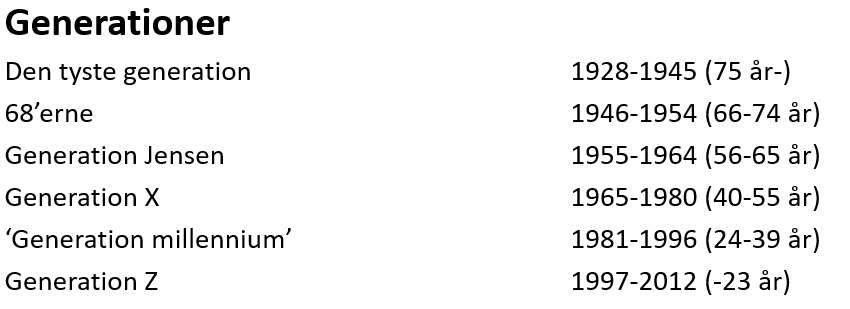 Generationer
Den tyste generation 1928-1945 (75 år-)
68’erne 1946-1954 (66-74 år)
Generation Jensen 1955-1964 (56-65 år)
Generation X 1965-1980 (40-55 år)
‘Generation millennium’ 1981-1996 (24-39 år)
Generation Z 1997-2012 (-23 år)